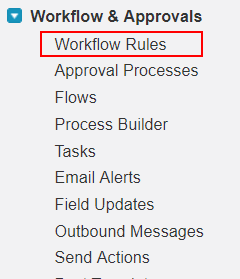 Workflow & Approvals
Workflow Rules
Approval Processes
Flows
Process Builder
Tasks
Email Alerts
Field Updates
Outbound Messages
Send Actions